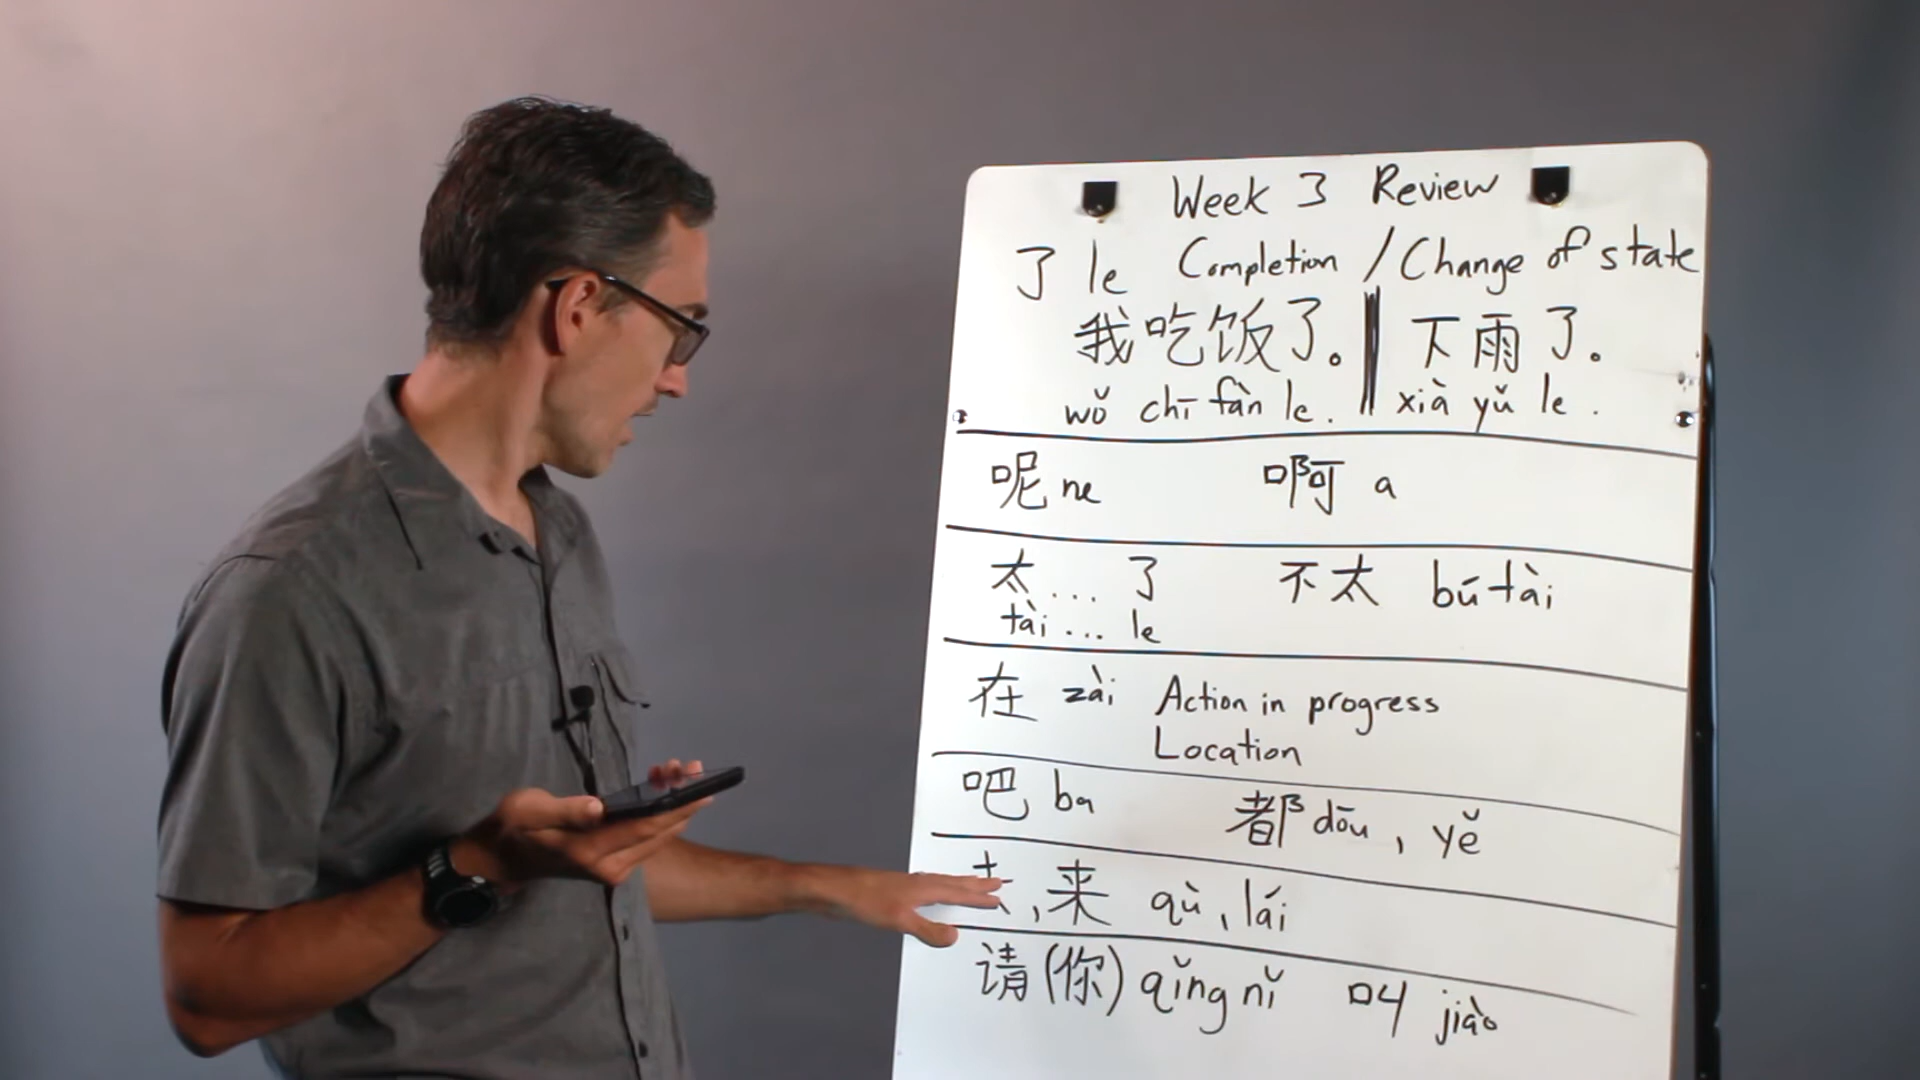 Week 3 Review
了 le Completion / Change of state
我吃饭了。 下雨了。
wǒ chī fàn le. xià yǔ le.
呢 ne 啊 a
太...了 不太 bú tài
tài... le
在 zài Action in progress
Location
吧 ba 都 dōu, yě
, 来 qù, lái
请(你) qǐng nǐ 叫 jiào